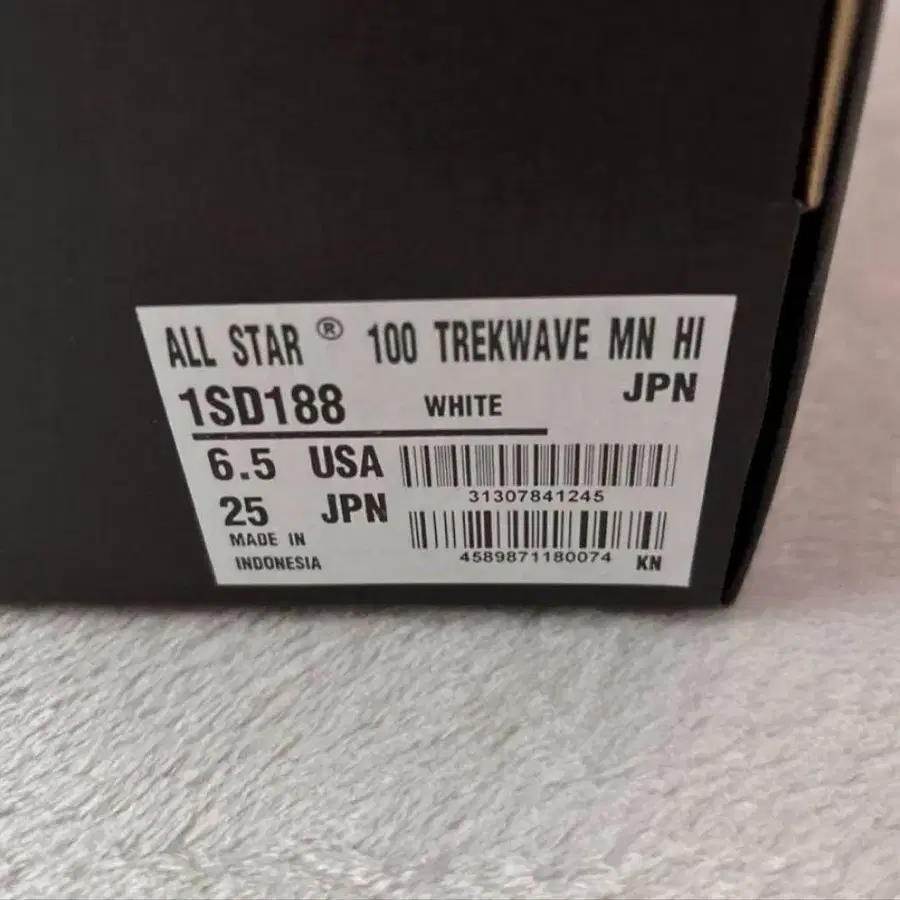 ALL STAR ® 100 TREKWAVE MN HI
1SD188 WHITE JPN
6.5 USA
31307841245
25 JPN
MADE IN
INDONESIA
4589871180074 KN